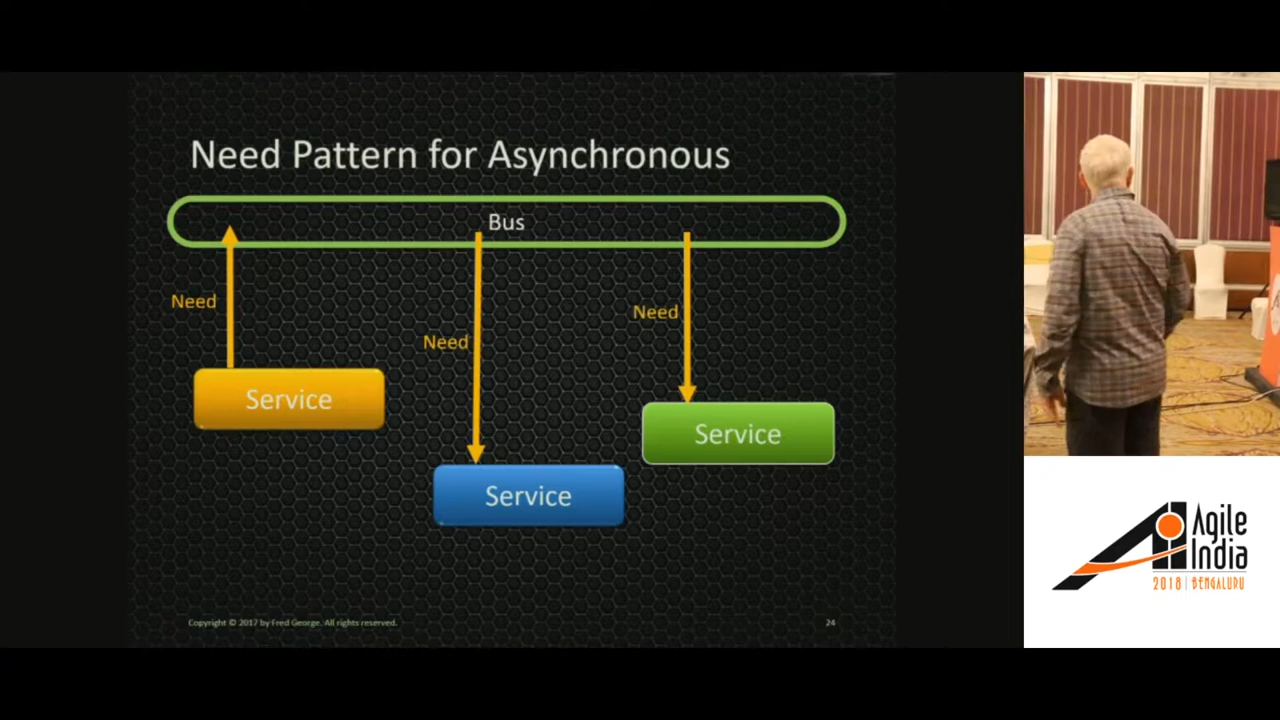 Need Pattern for Asynchronous
Bus
Need
Need
Need
Service
Service
Service
Copyright © 2017 by Fred George. All rights reserved.
24
Agile
India
2018 | BENGALURU